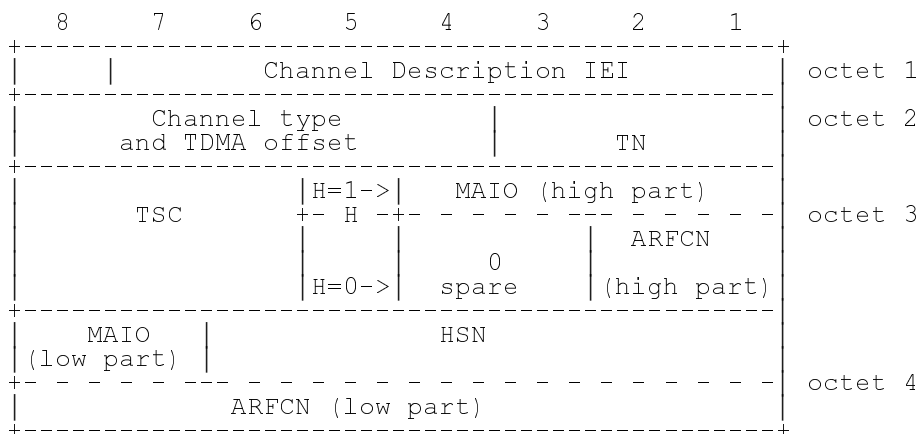 8 7 6 5 4 3 2 1
Channel Description IEI octet 1
Channel type octet 2
and TDMA offset TN
H=1-> MAIO (high part)
TSC +- H -+- - - - - - - - - octet 3
ARFCN
0
H=0-> spare (high part)
MAIO HSN
(low part)
octet 4
ARFCN (low part)